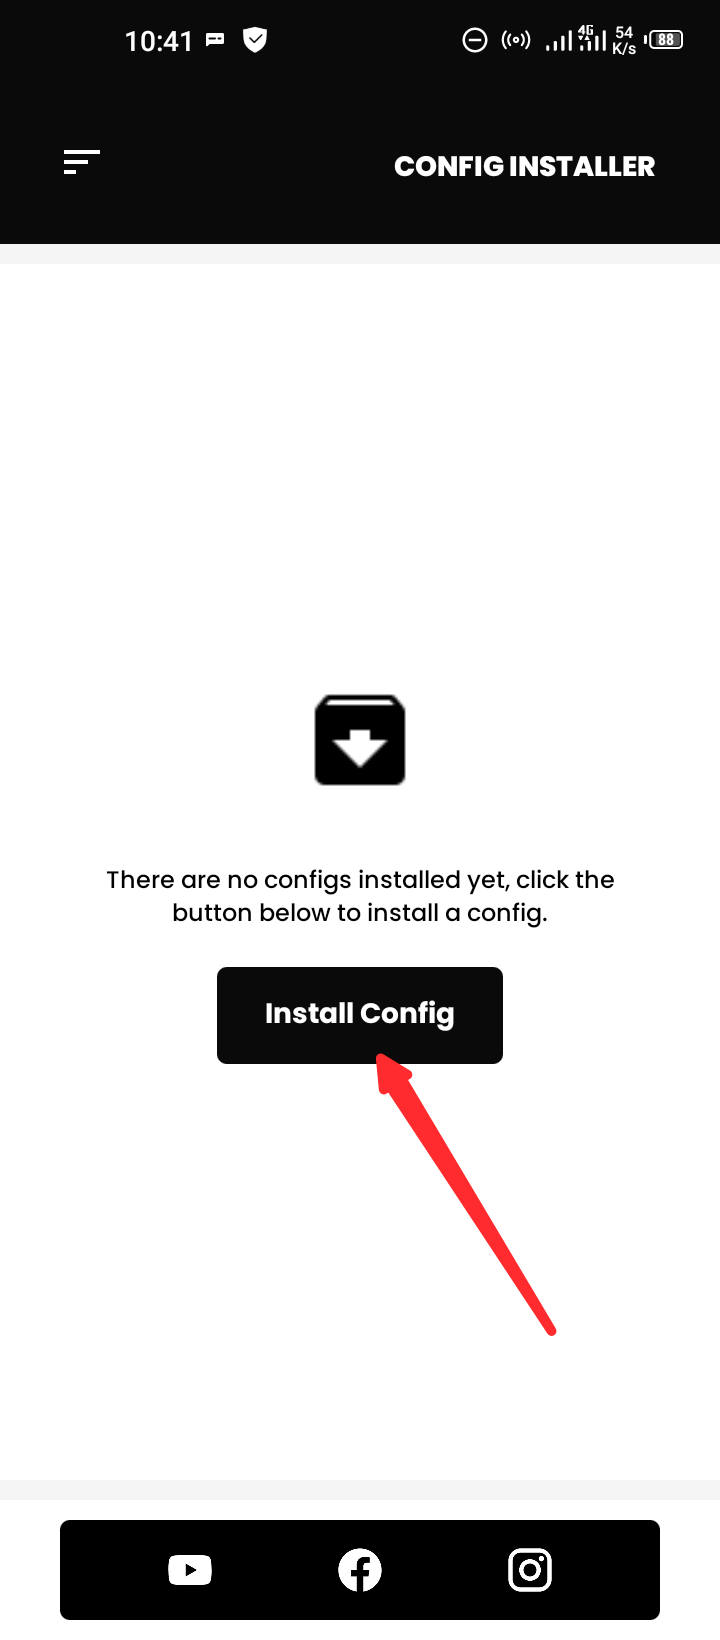 10:41
4G
54
K/s
88
CONFIG INSTALLER
There are no configs installed yet, click the
button below to install a config.
Install Config